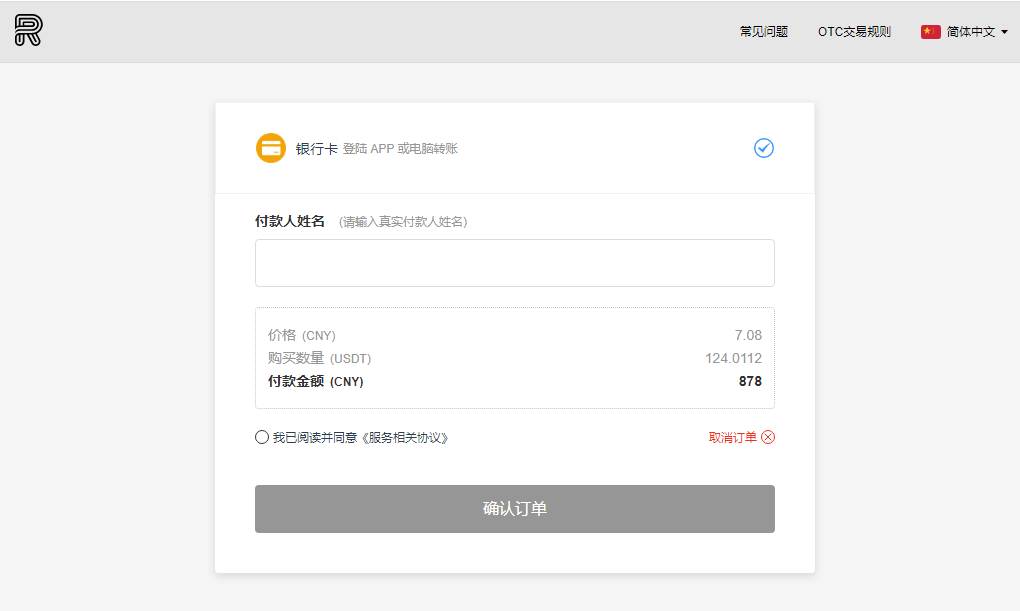 常见问题 OTC交易规则 简体中文
银行卡 登陆 APP 或电脑转账
付款人姓名 (请输入真实付款人姓名)
价格 (CNY) 7.08
购买数量 (USDT) 124.0112
付款金额 (CNY) 878
我已阅读并同意《服务相关协议》 取消订单
确认订单